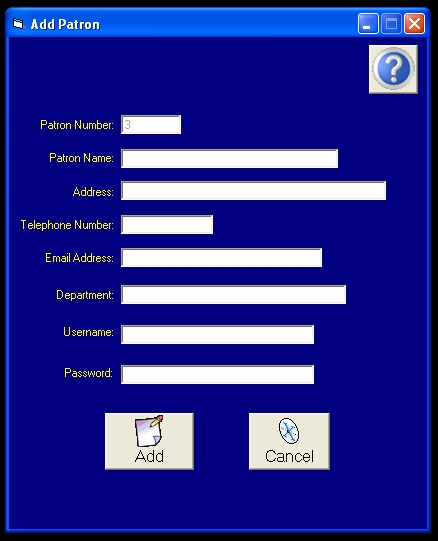 Add Patron
?
Patron Number: 3
Patron Name:
Address:
Telephone Number:
Email Address:
Department:
Username:
Password:
Add Cancel